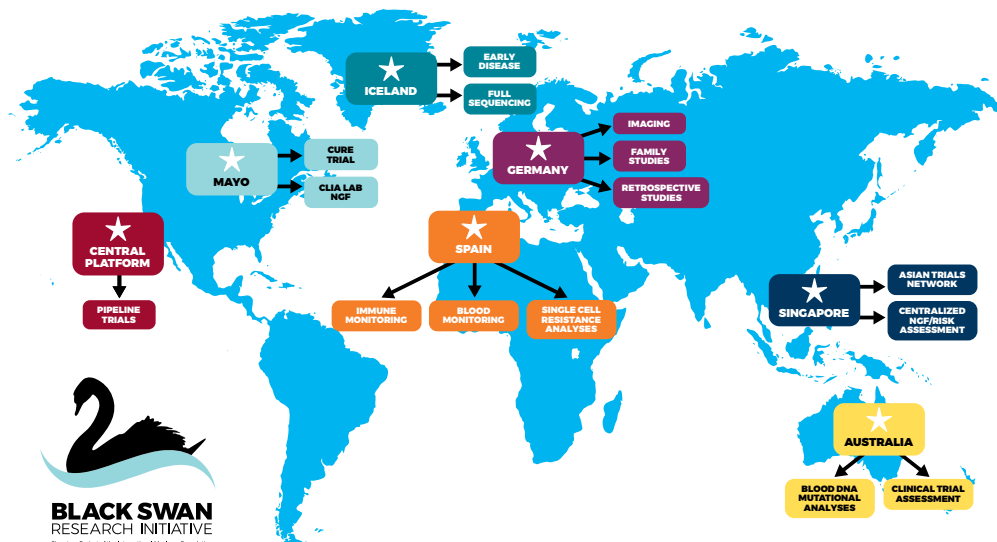 ICELAND
EARLY
DISEASE
FULL
SEQUENCING
MAYO
CURE
TRIAL
CLIA LAB
NGF
GERMANY
IMAGING
FAMILY
STUDIES
RETROSPECTIVE
STUDIES
CENTRAL
PLATFORM
PIPELINE
TRIALS
SPAIN
IMMUNE
MONITORING
BLOOD
MONITORING
SINGLE CELL
RESISTANCE
ANALYSES
SINGAPORE
ASIAN TRIALS
NETWORK
CENTRALIZED
NGF/RISK
ASSESSMENT
AUSTRALIA
BLOOD DNA
MUTATIONAL
ANALYSES
CLINICAL TRIAL
ASSESSMENT
BLACK SWAN
RESEARCH INITIATIVE